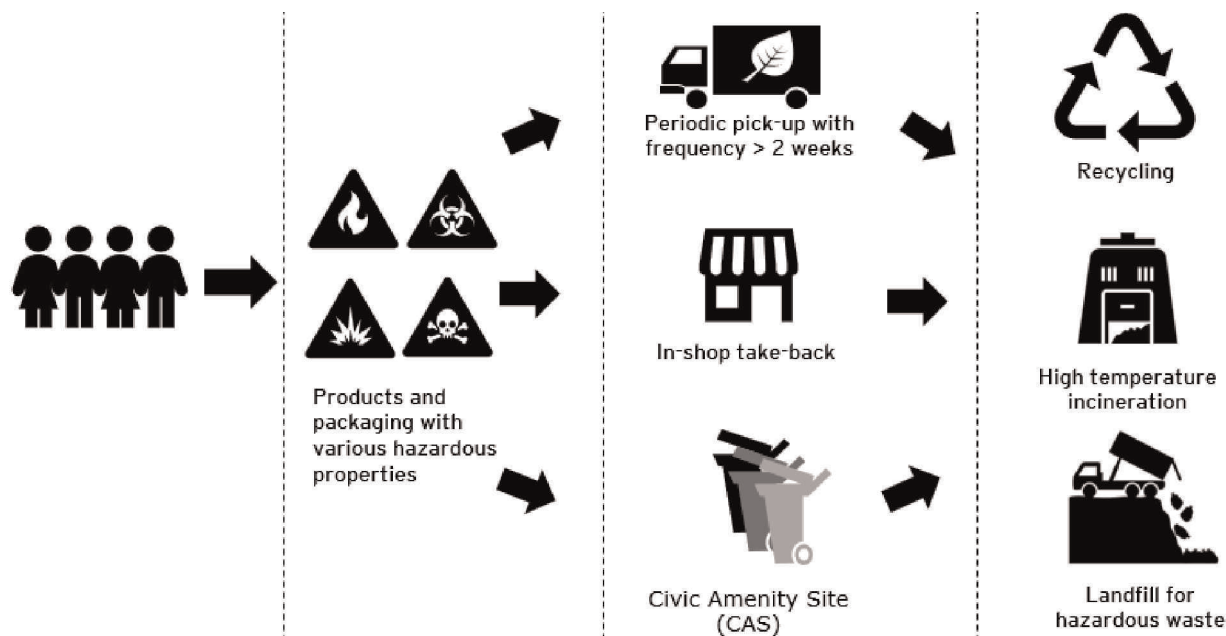 Products and
packaging with
various hazardous
properties
Periodic pick-up with
frequency > 2 weeks
In-shop take-back
Civic Amenity Site
(CAS)
Recycling
High temperature
incineration
Landfill for
hazardous waste